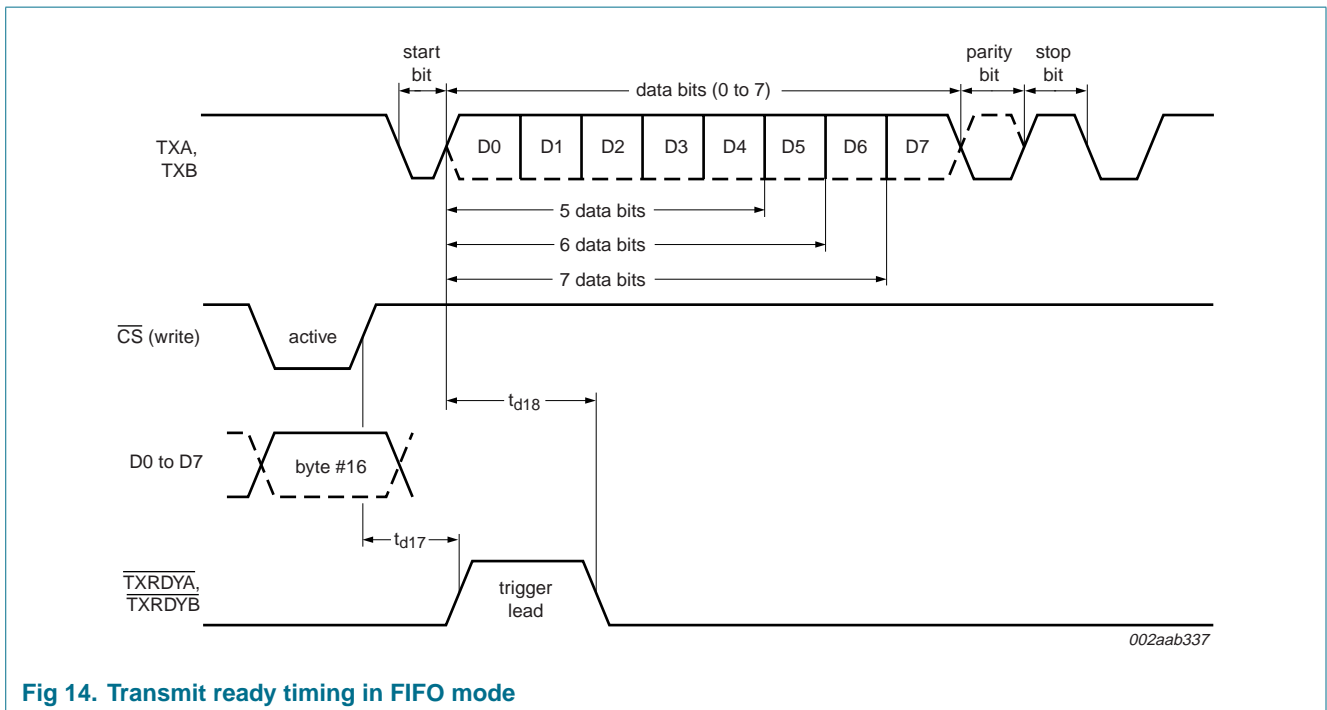 start
bit
data bits (0 to 7)
parity
bit
stop
bit
TXA,
TXB
D0 D1 D2 D3 D4 D5 D6 D7
5 data bits
6 data bits
7 data bits
CS (write)
active
td18
D0 to D7
byte #16
td17
TXRDYA,
TXRDYB
trigger
lead
002aab337
Fig 14. Transmit ready timing in FIFO mode